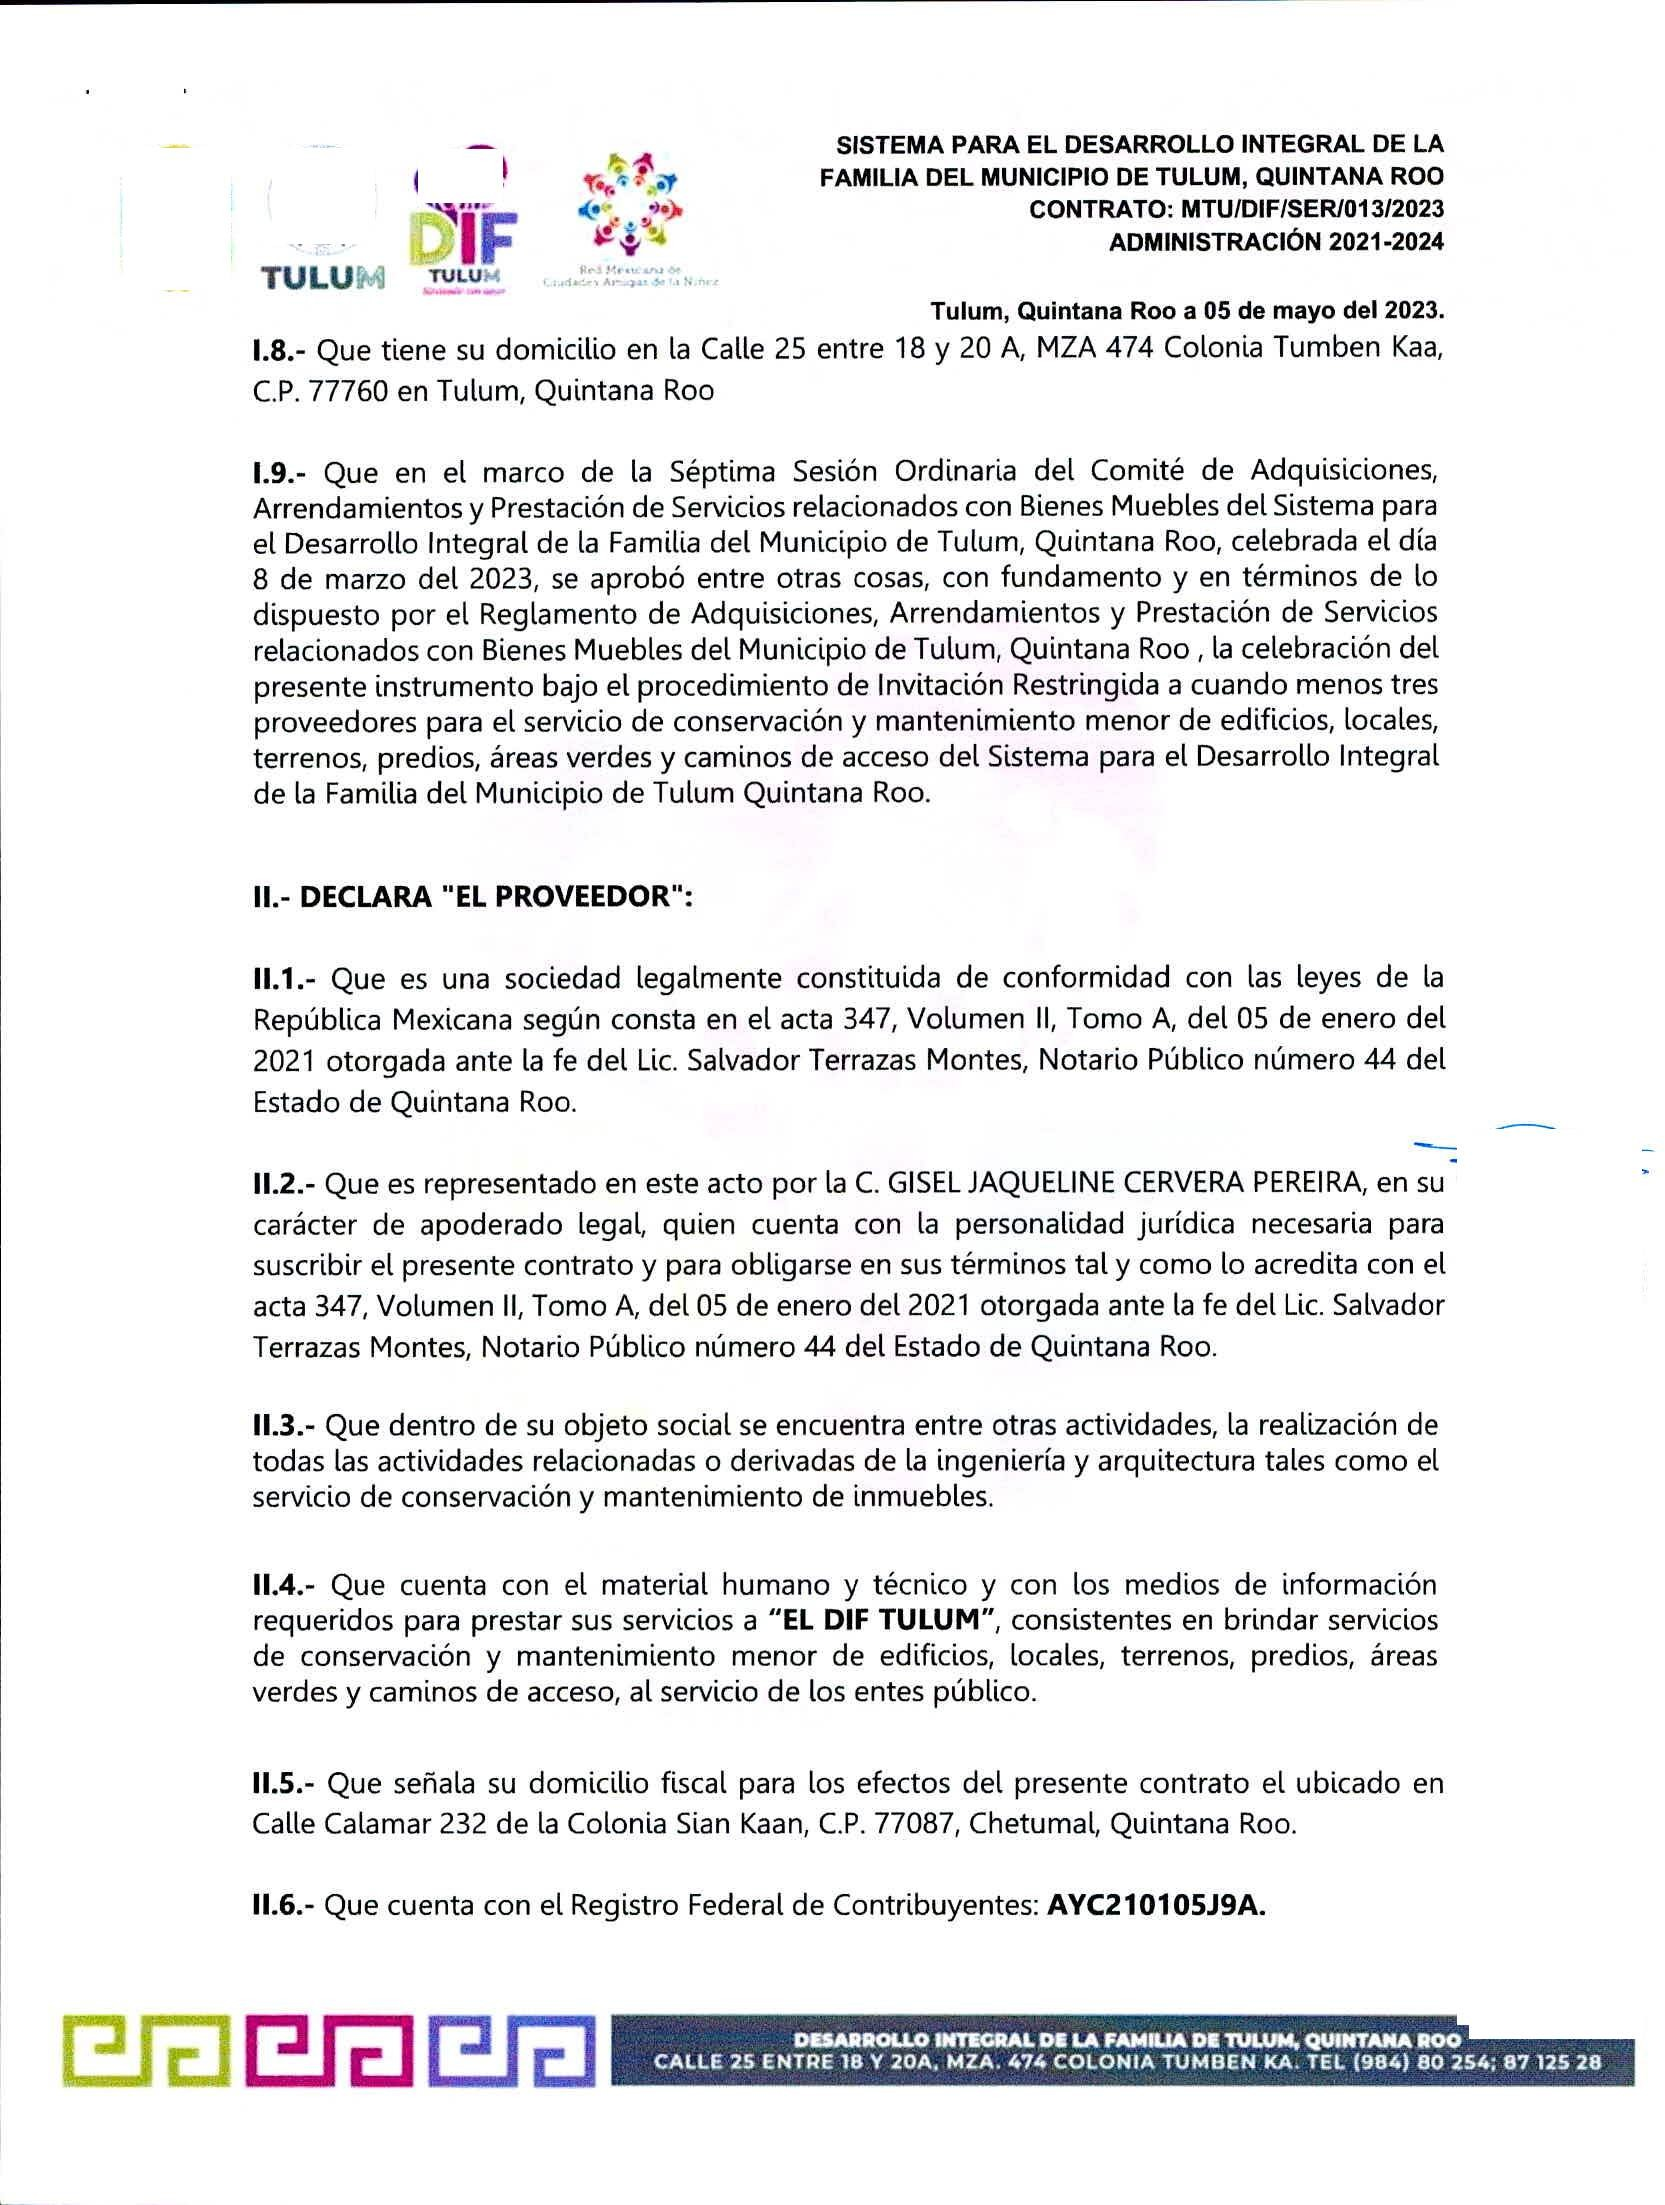 SISTEMA PARA EL DESARROLLO INTEGRAL DE LA
FAMILIA DEL MUNICIPIO DE TULUM, QUINTANA ROO
CONTRATO: MTU/DIF/SER/013/2023
ADMINISTRACIÓN 2021-2024
TULUM
DIF
TULUM
Red Mexicana de
Ciudades Amigas de la Niñez
Tulum, Quintana Roo a 05 de mayo del 2023.
I.8.- Que tiene su domicilio en la Calle 25 entre 18 y 20 A, MZA 474 Colonia Tumben Kaa,
C.P. 77760 en Tulum, Quintana Roo
I.9.- Que en el marco de la Séptima Sesión Ordinaria del Comité de Adquisiciones,
Arrendamientos y Prestación de Servicios relacionados con Bienes Muebles del Sistema para
el Desarrollo Integral de la Familia del Municipio de Tulum, Quintana Roo, celebrada el día
8 de marzo del 2023, se aprobó entre otras cosas, con fundamento y en términos de lo
dispuesto por el Reglamento de Adquisiciones, Arrendamientos y Prestación de Servicios
relacionados con Bienes Muebles del Municipio de Tulum, Quintana Roo , la celebración del
presente instrumento bajo el procedimiento de Invitación Restringida a cuando menos tres
proveedores para el servicio de conservación y mantenimiento menor de edificios, locales,
terrenos, predios, áreas verdes y caminos de acceso del Sistema para el Desarrollo Integral
de la Familia del Municipio de Tulum Quintana Roo.
II.- DECLARA "EL PROVEEDOR":
II.1.- Que es una sociedad legalmente constituida de conformidad con las leyes de la
República Mexicana según consta en el acta 347, Volumen II, Tomo A, del 05 de enero del
2021 otorgada ante la fe del Lic. Salvador Terrazas Montes, Notario Público número 44 del
Estado de Quintana Roo.
II.2.- Que es representado en este acto por la C. GISEL JAQUELINE CERVERA PEREIRA, en su
carácter de apoderado legal, quien cuenta con la personalidad jurídica necesaria para
suscribir el presente contrato y para obligarse en sus términos tal y como lo acredita con el
acta 347, Volumen II, Tomo A, del 05 de enero del 2021 otorgada ante la fe del Lic. Salvador
Terrazas Montes, Notario Público número 44 del Estado de Quintana Roo.
II.3.- Que dentro de su objeto social se encuentra entre otras actividades, la realización de
todas las actividades relacionadas o derivadas de la ingeniería y arquitectura tales como el
servicio de conservación y mantenimiento de inmuebles.
II.4.- Que cuenta con el material humano y técnico y con los medios de información
requeridos para prestar sus servicios a “EL DIF TULUM”, consistentes en brindar servicios
de conservación y mantenimiento menor de edificios, locales, terrenos, predios, áreas
verdes y caminos de acceso, al servicio de los entes público.
II.5.- Que señala su domicilio fiscal para los efectos del presente contrato el ubicado en
Calle Calamar 232 de la Colonia Sian Kaan, C.P. 77087, Chetumal, Quintana Roo.
II.6.- Que cuenta con el Registro Federal de Contribuyentes: AYC210105J9A.
DESARROLLO INTEGRAL DE LA FAMILIA DE TULUM, QUINTANA ROO
CALLE 25 ENTRE 18 Y 20A, MZA. 474 COLONIA TUMBEN KA. TEL (984) 80 254; 87 125 28